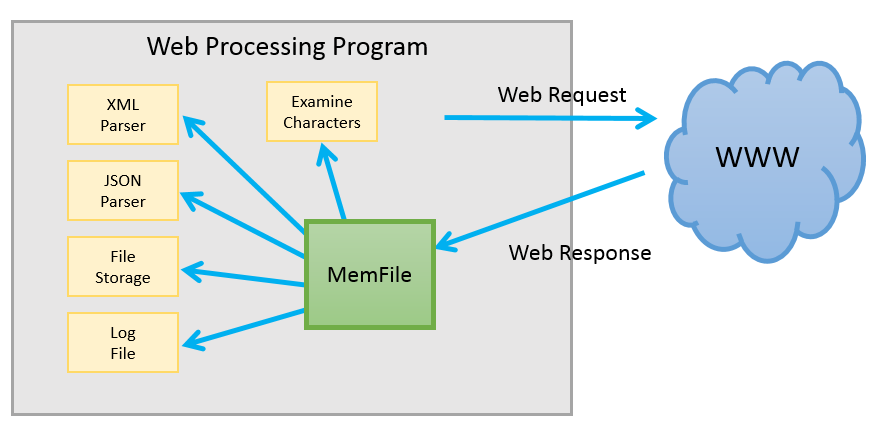 Web Processing Program
XML
Parser
Examine
Characters
Web Request
WWW
JSON
Parser
File
Storage
MemFile
Web Response
Log
File